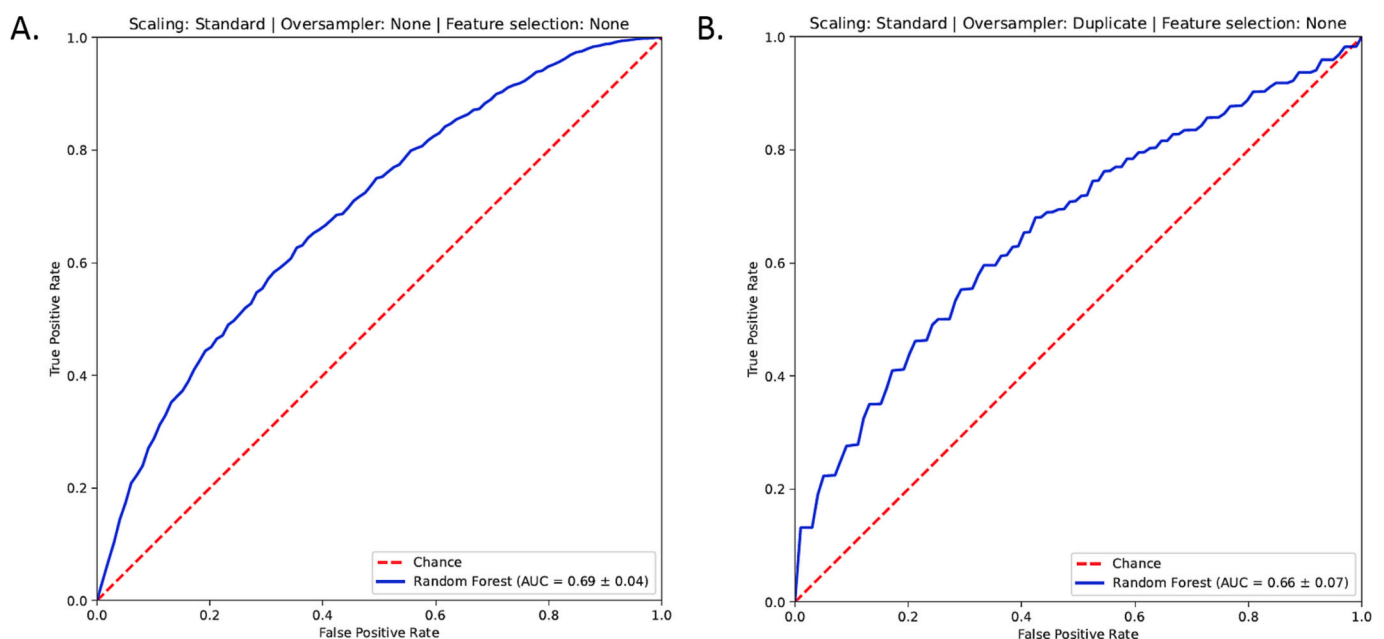 A.
Scaling: Standard | Oversampler: None | Feature selection: None
1.0
0.8
0.6
0.4
0.2
0.0
True Positive Rate
0.0 0.2 0.4 0.6 0.8 1.0
False Positive Rate
Chance
Random Forest (AUC = 0.69 ± 0.04)
B.
Scaling: Standard | Oversampler: Duplicate | Feature selection: None
1.0
0.8
0.6
0.4
0.2
0.0
True Positive Rate
0.0 0.2 0.4 0.6 0.8 1.0
False Positive Rate
Chance
Random Forest (AUC = 0.66 ± 0.07)